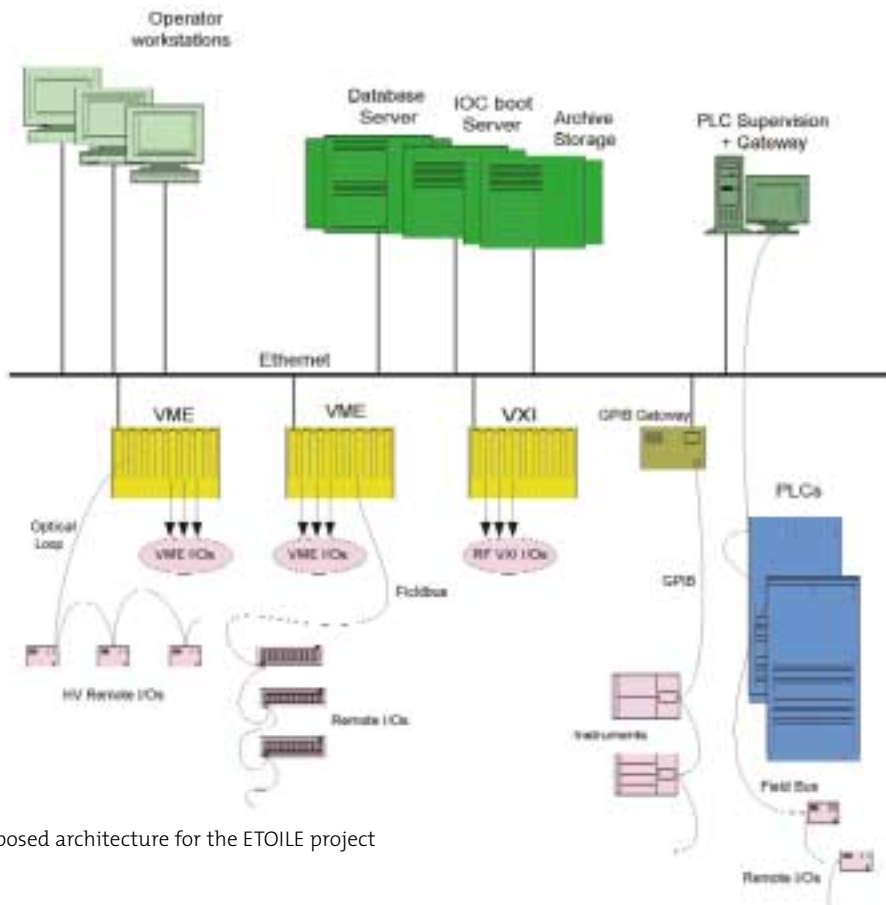 Operator
workstations
Database
Server
IOC boot
Server
Archive
Storage
PLC Supervision
+ Gateway
Ethernet
VME
VME
VXI
GPIB Gateway
PLCs
Optical
Loop
VME I/Os
VME I/Os
RF VXI I/Os
Fieldbus
GPIB
HV Remote I/Os
Remote I/Os
Instruments
Field Bus
Remote I/Os
posed architecture for the ETOILE project